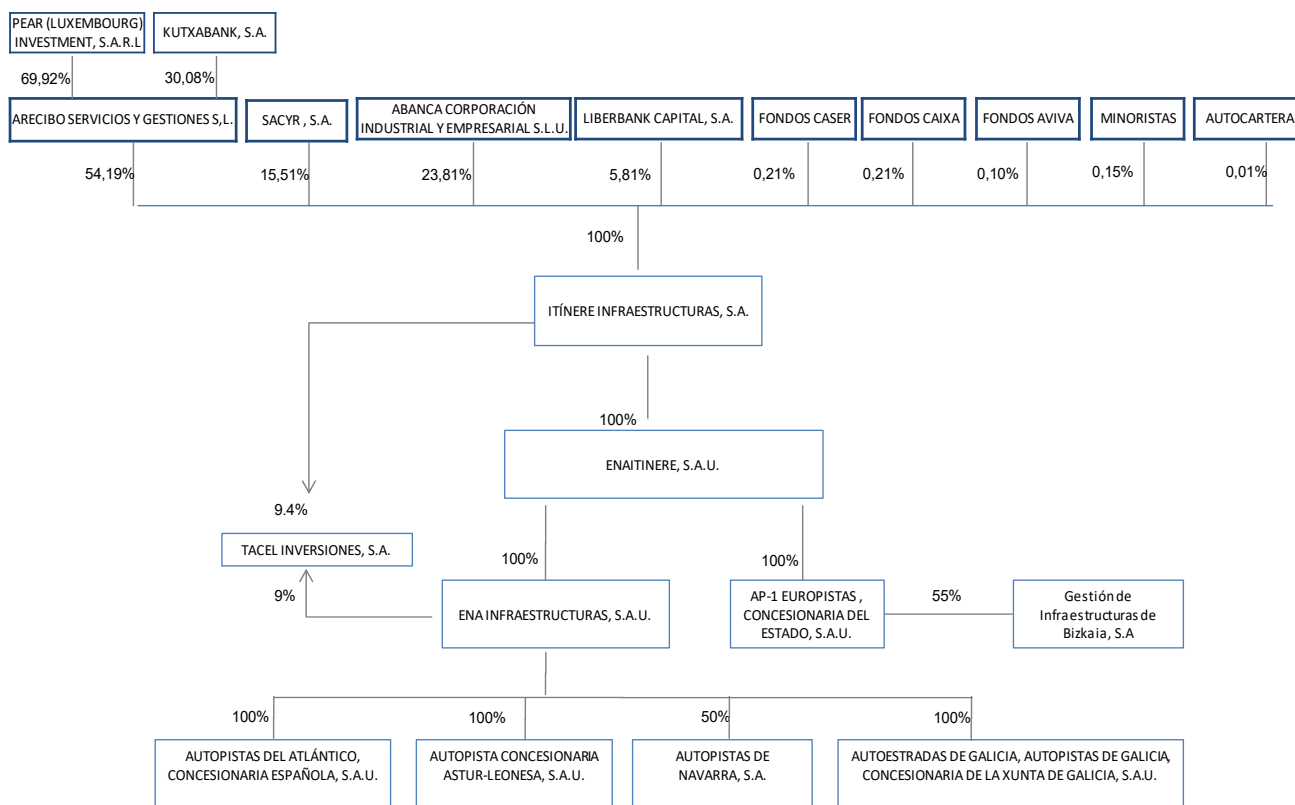 PEAR (LUXEMBOURG)
INVESTMENT, S.A.R.L
KUTXABANK, S.A.
69,92%
30,08%
ARECIBO SERVICIOS Y GESTIONES S,L.
SACYR , S.A.
ABANCA CORPORACIÓN
INDUSTRIAL Y EMPRESARIAL S.L.U.
LIBERBANK CAPITAL, S.A.
FONDOS CASER
FONDOS CAIXA
FONDOS AVIVA
MINORISTAS
AUTOCARTERA
54,19%
15,51%
23,81%
5,81%
0,21%
0,21%
0,10%
0,15%
0,01%
100%
ITÍNERE INFRAESTRUCTURAS, S.A.
100%
ENAITINERE, S.A.U.
9.4%
TACEL INVERSIONES, S.A.
100%
100%
9%
ENA INFRAESTRUCTURAS, S.A.U.
AP-1 EUROPISTAS ,
CONCESIONARIA DEL
ESTADO, S.A.U.
55%
Gestión de
Infraestructuras de
Bizkaia, S.A
100%
100%
50%
100%
AUTOPISTAS DEL ATLÁNTICO,
CONCESIONARIA ESPAÑOLA, S.A.U.
AUTOPISTA CONCESIONARIA
ASTUR-LEONESA, S.A.U.
AUTOPISTAS DE
NAVARRA, S.A.
AUTOESTRADAS DE GALICIA, AUTOPISTAS DE GALICIA,
CONCESIONARIA DE LA XUNTA DE GALICIA, S.A.U.